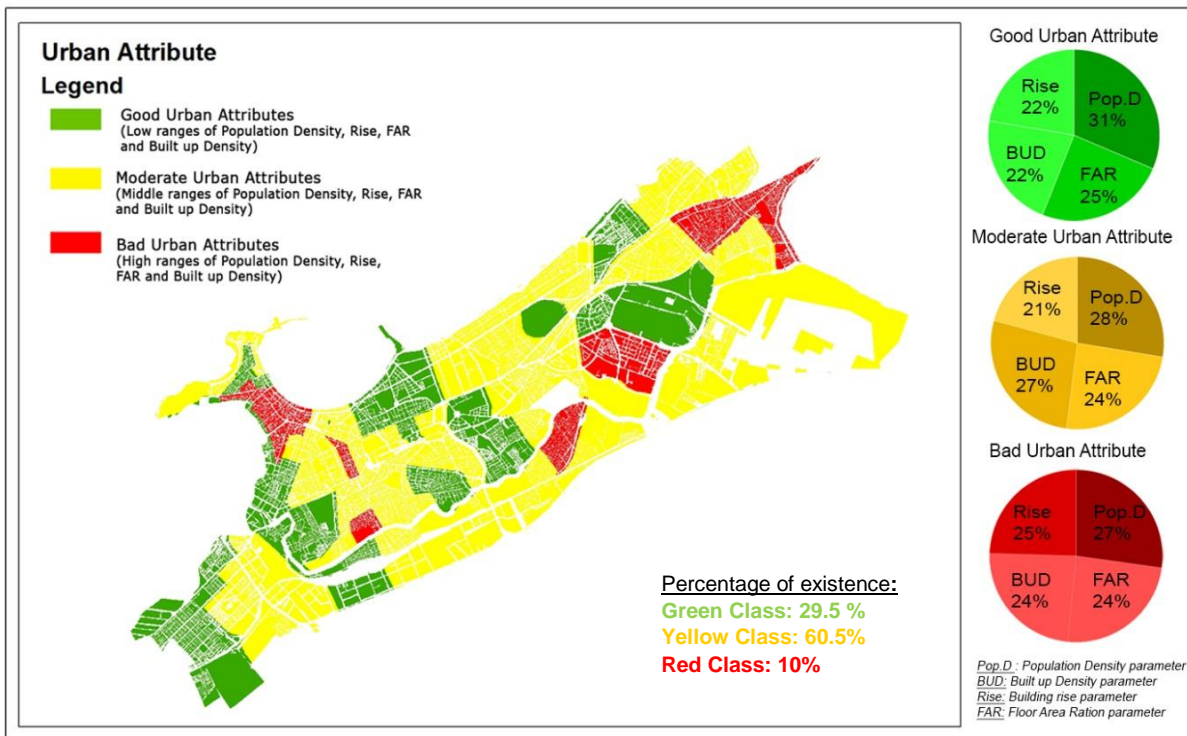 Urban Attribute
Legend
Good Urban Attributes
(Low ranges of Population Density, Rise, FAR
and Built up Density)
Moderate Urban Attributes
(Middle ranges of Population Density, Rise, FAR
and Built up Density)
Bad Urban Attributes
(High ranges of Population Density, Rise,
FAR and Built up Density)
Percentage of existence:
Green Class: 29.5 %
Yellow Class: 60.5%
Red Class: 10%
Good Urban Attribute
Rise
22%
Pop.D
31%
BUD
22%
FAR
25%
Moderate Urban Attribute
Rise
21%
Pop.D
28%
BUD
27%
FAR
24%
Bad Urban Attribute
Rise
25%
Pop.D
27%
BUD
24%
FAR
24%
Pop.D : Population Density parameter
BUD: Built up Density parameter
Rise: Building rise parameter
FAR: Floor Area Ration parameter